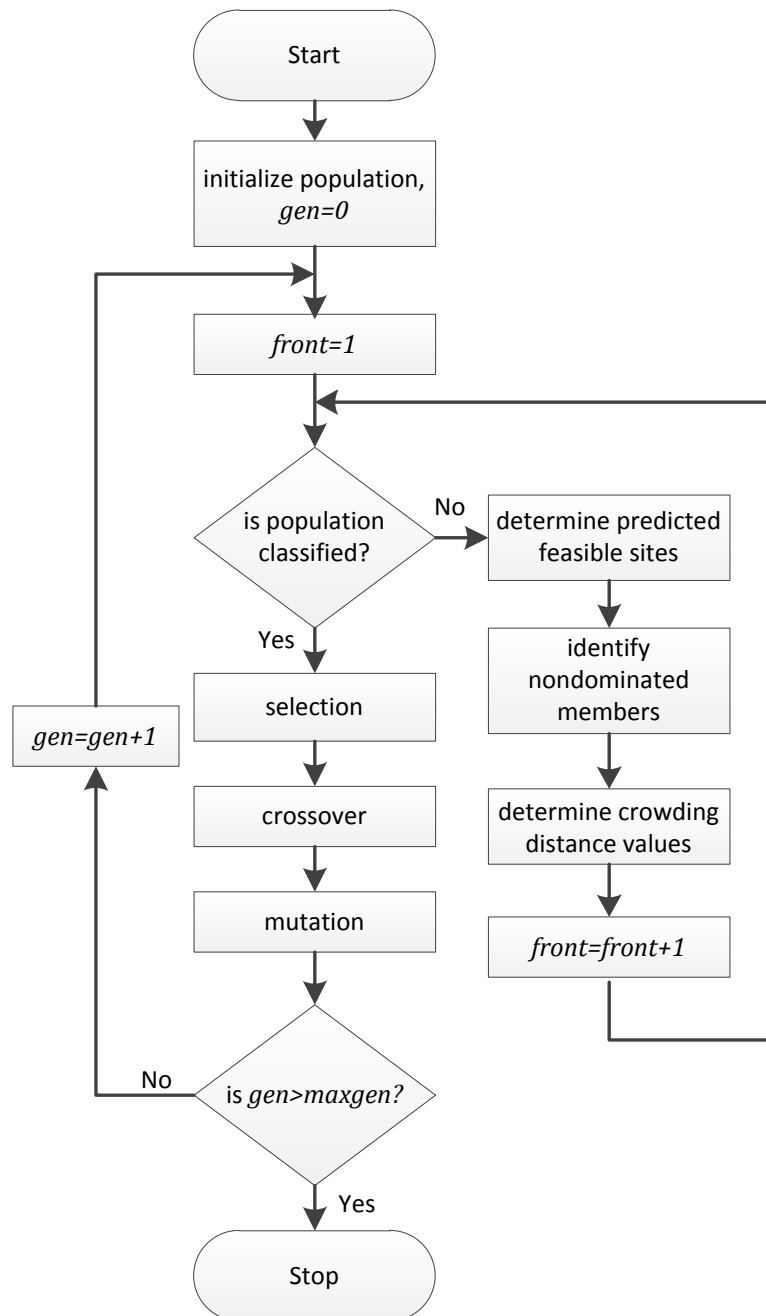 Start
initialize population,
gen=0
front=1
is population
classified?
No
determine predicted
feasible sites
Yes
identify
nondominated
members
selection
gen=gen+1
crossover
determine crowding
distance values
mutation
front=front+1
No
is gen>maxgen?
Yes
Stop